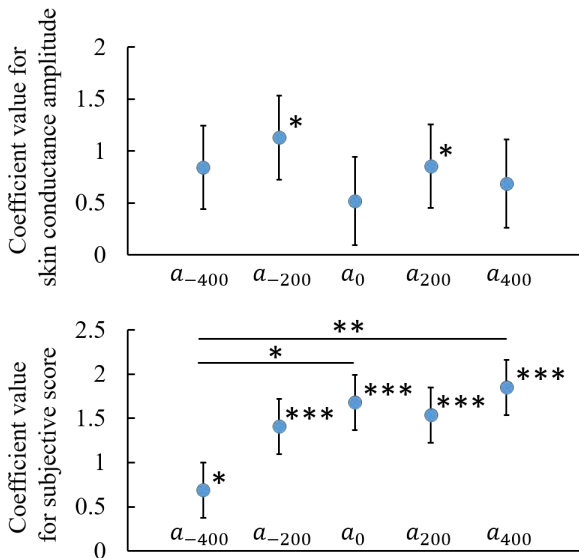 Coefficient value for
skin conductance amplitude
2
1.5
1
0.5
0
*
*
a₋₄₀₀ a₋₂₀₀ a₀ a₂₀₀ a₄₀₀
Coefficient value
for subjective score
2.5
2
1.5
1
0.5
0
**
*
* *** *** *** ***
a₋₄₀₀ a₋₂₀₀ a₀ a₂₀₀ a₄₀₀